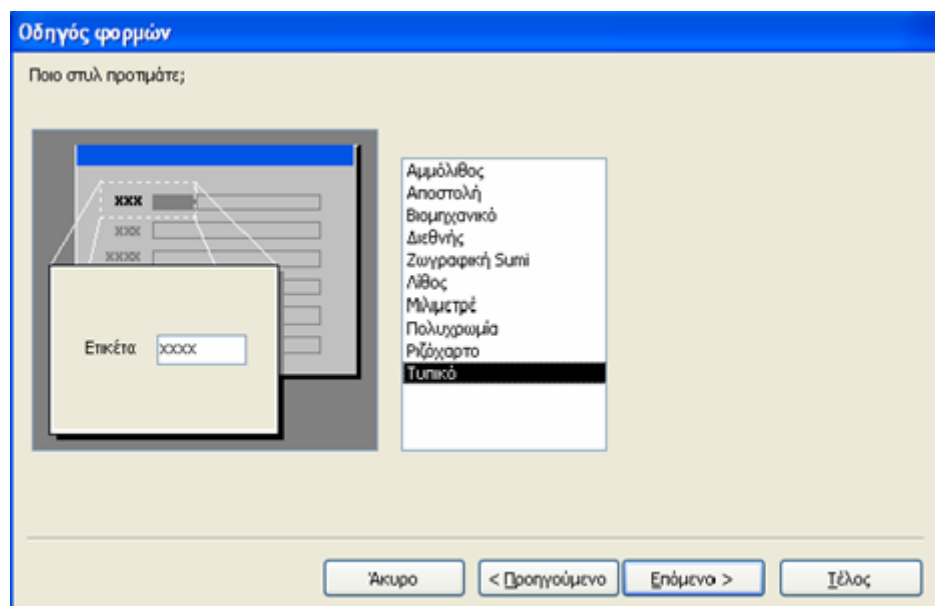 Οδηγός φορμών
Ποιο στυλ προτιμάτε;
xxx
xxx
xxxx
Ετικέτα xxxx
Αμμόλιθος
Αποστολή
Βιομηχανικό
Διεθνής
Ζωγραφική Sumi
Λίθος
Μιλιμετρέ
Πολυχρωμία
Ριζόχαρτο
Τυπικό
Άκυρο
< Προηγούμενο
Επόμενο >
Τέλος